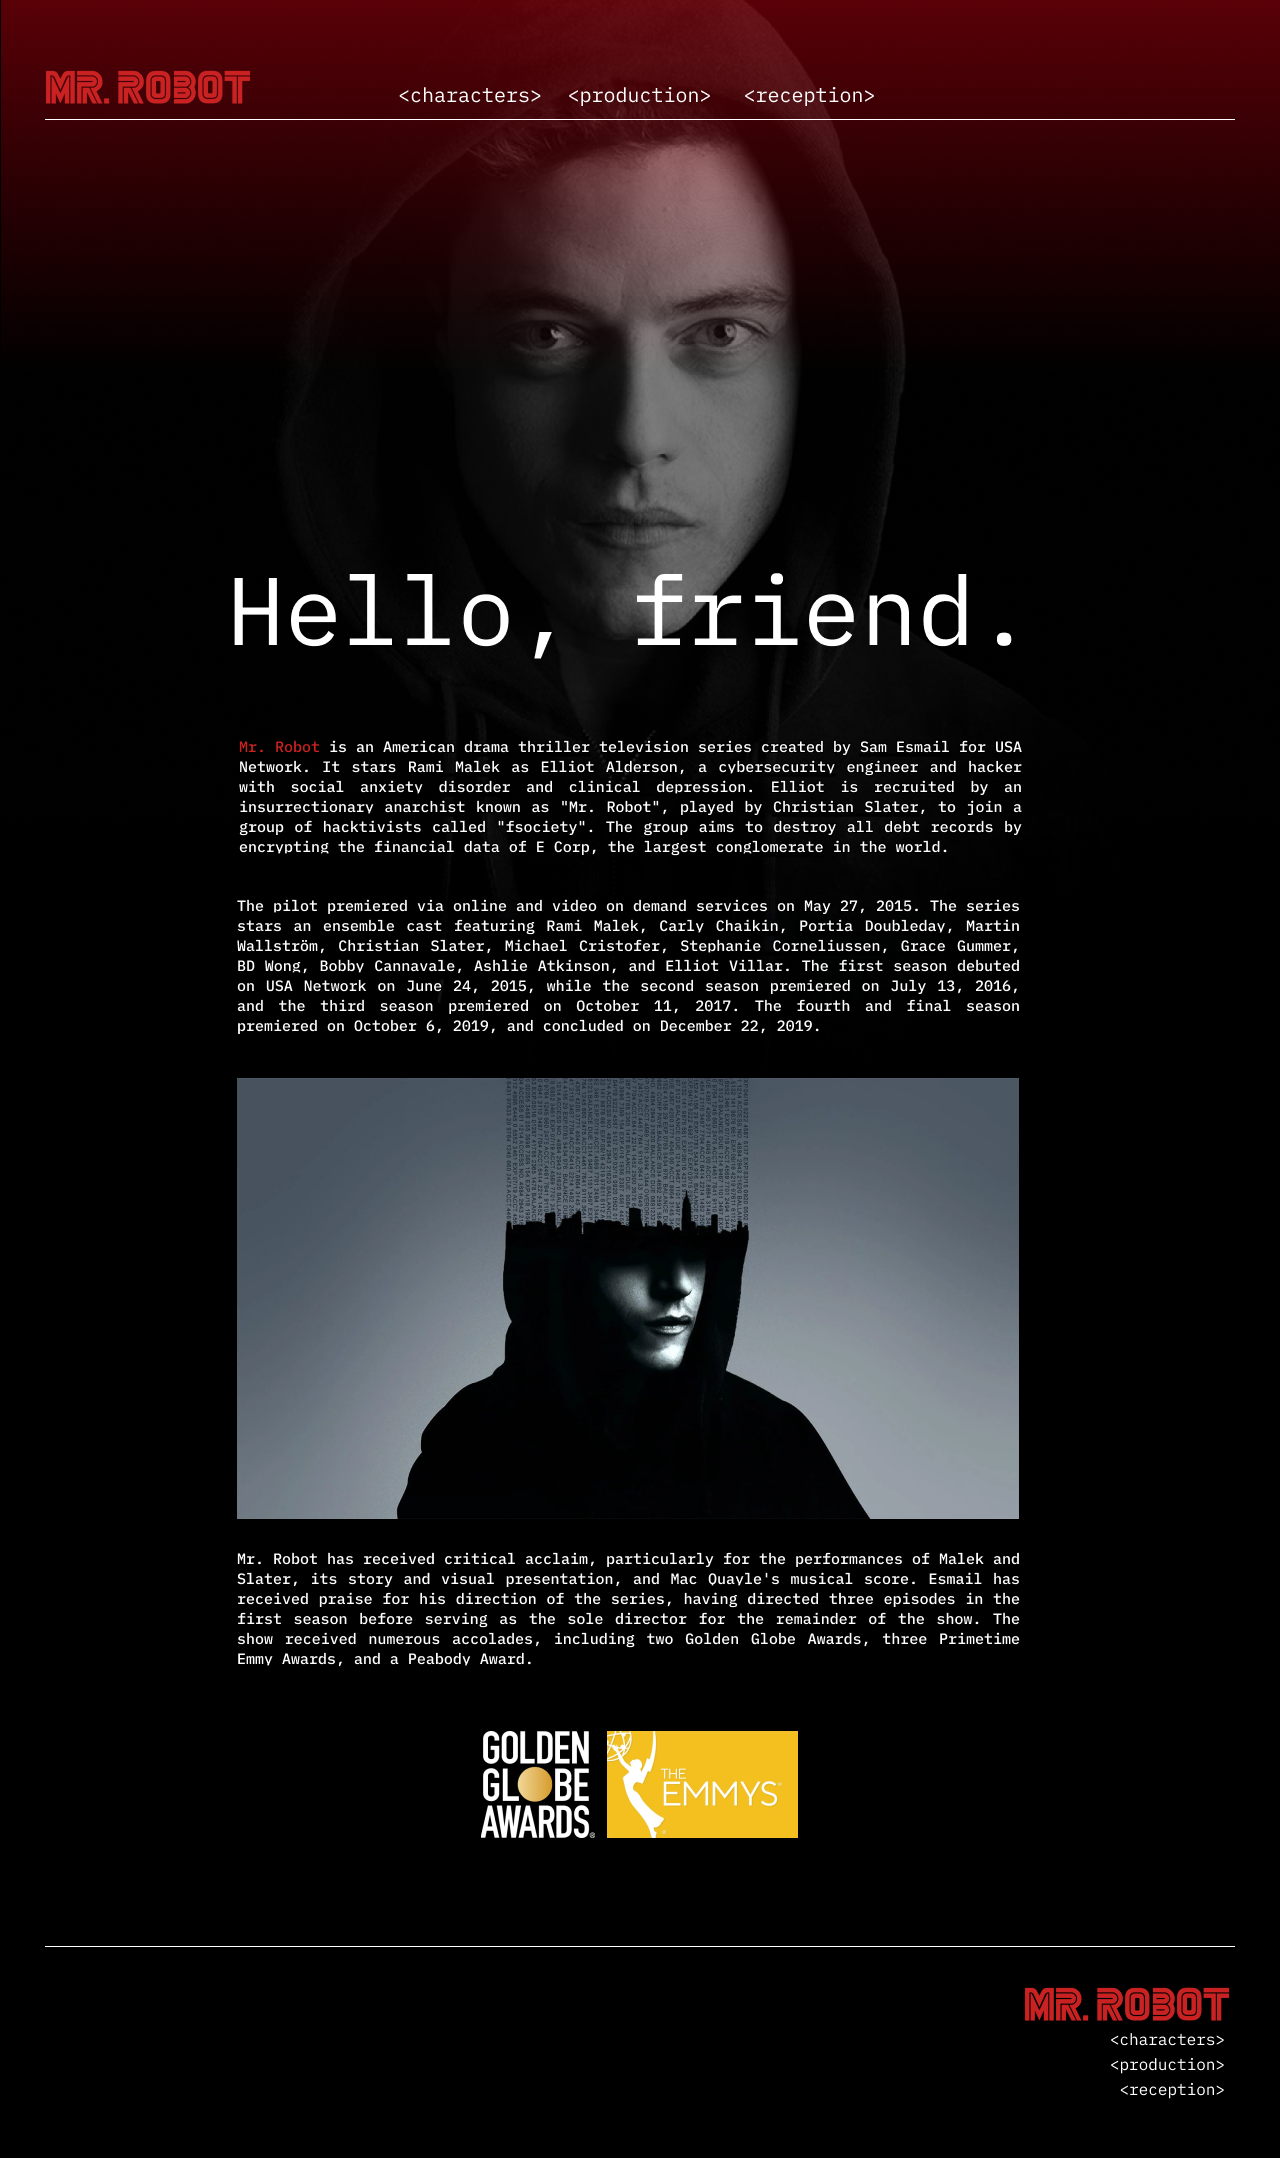 MR. ROBOT
<characters> <production> <reception>
Hello, friend.
Mr. Robot is an American drama thriller television series created by Sam Esmail for USA
Network. It stars Rami Malek as Elliot Alderson, a cybersecurity engineer and hacker
with social anxiety disorder and clinical depression. Elliot is recruited by an
insurrectionary anarchist known as "Mr. Robot", played by Christian Slater, to join a
group of hacktivists called "fsociety". The group aims to destroy all debt records by
encrypting the financial data of E Corp, the largest conglomerate in the world.
The pilot premiered via online and video on demand services on May 27, 2015. The series
stars an ensemble cast featuring Rami Malek, Carly Chaikin, Portia Doubleday, Martin
Wallström, Christian Slater, Michael Cristofer, Stephanie Corneliussen, Grace Gummer,
BD Wong, Bobby Cannavale, Ashlie Atkinson, and Elliot Villar. The first season debuted
on USA Network on June 24, 2015, while the second season premiered on July 13, 2016,
and the third season premiered on October 11, 2017. The fourth and final season
premiered on October 6, 2019, and concluded on December 22, 2019.
Mr. Robot has received critical acclaim, particularly for the performances of Malek and
Slater, its story and visual presentation, and Mac Quayle's musical score. Esmail has
received praise for his direction of the series, having directed three episodes in the
first season before serving as the sole director for the remainder of the show. The
show received numerous accolades, including two Golden Globe Awards, three Primetime
Emmy Awards, and a Peabody Award.
GOLDEN
GLOBE
AWARDS®
THE
EMMYS
MR. ROBOT
<characters>
<production>
<reception>